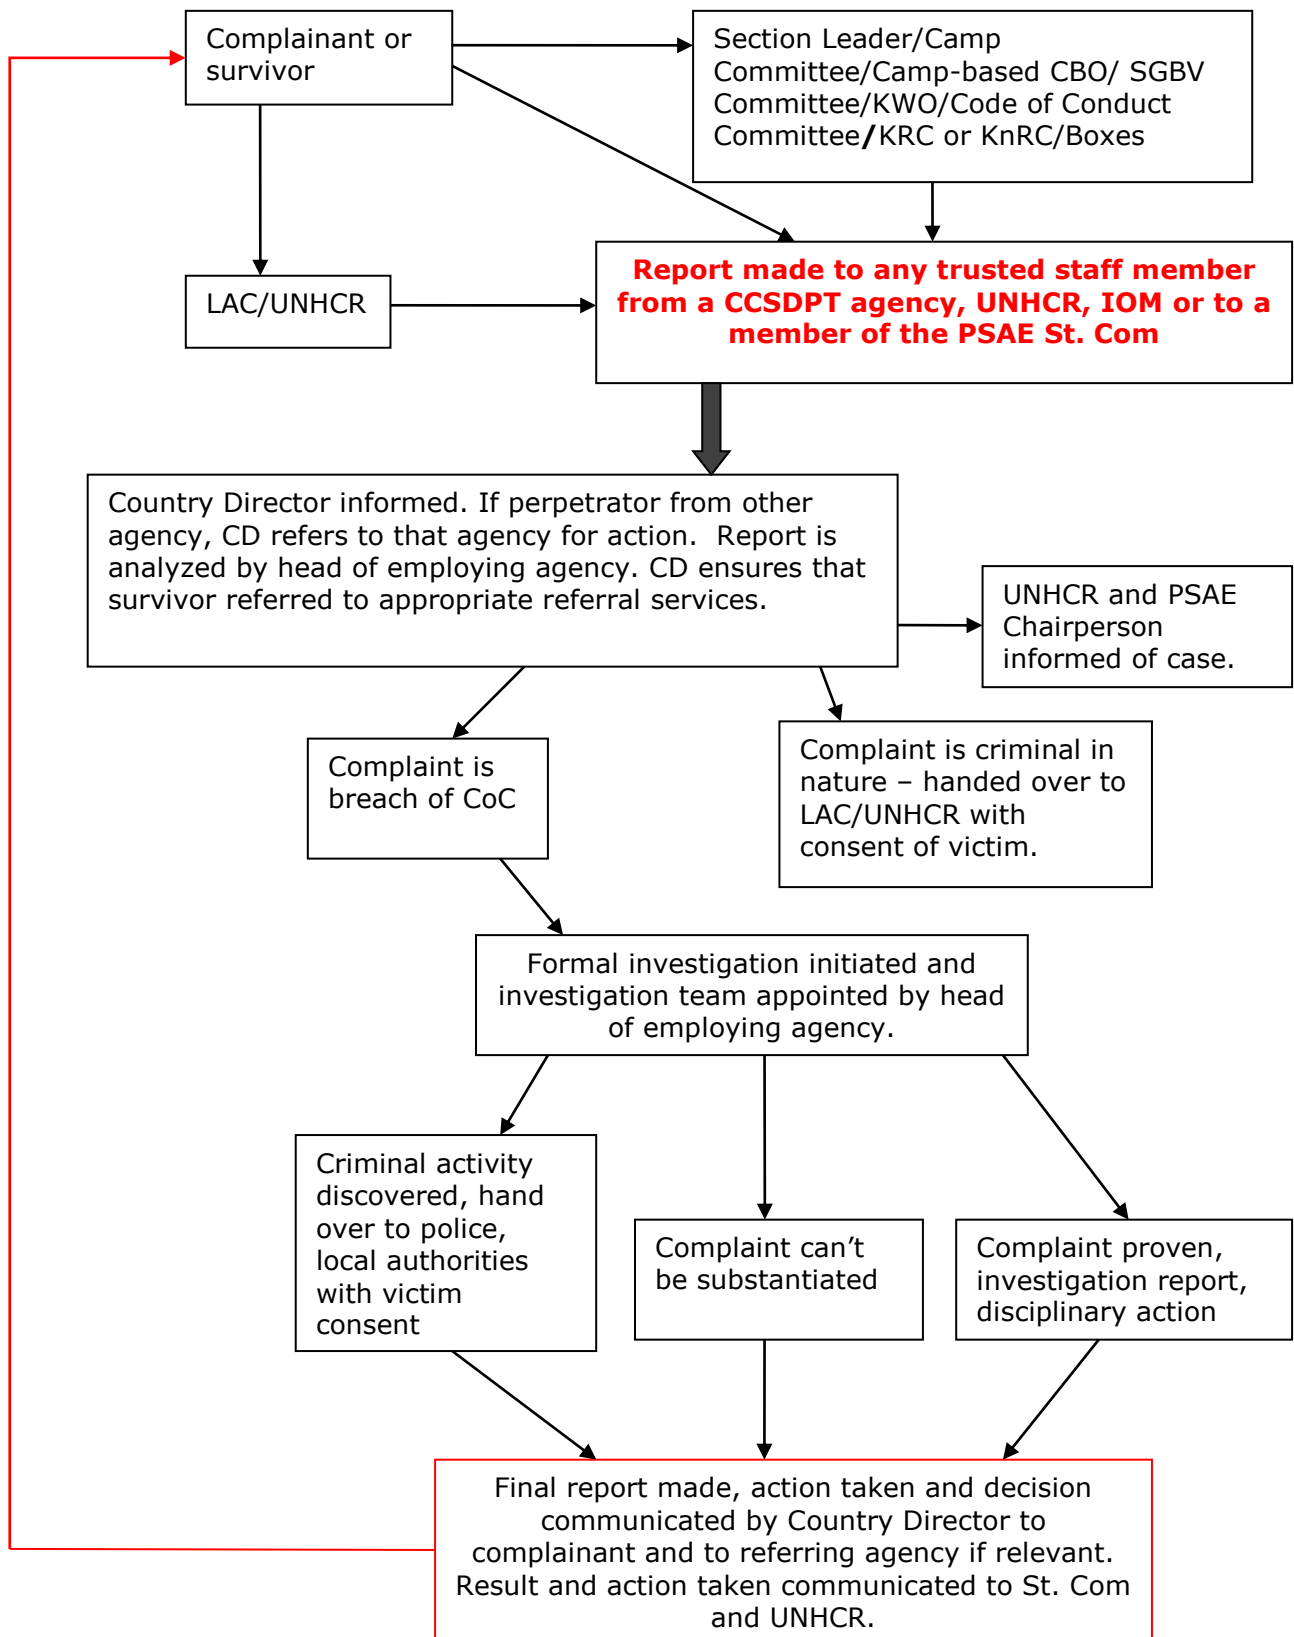 Complainant or
survivor
Section Leader/Camp
Committee/Camp-based CBO/ SGBV
Committee/KWO/Code of Conduct
Committee/KRC or KnRC/Boxes
LAC/UNHCR
Report made to any trusted staff member
from a CCSDPT agency, UNHCR, IOM or to a
member of the PSAE St. Com
Country Director informed. If perpetrator from other
agency, CD refers to that agency for action.  Report is
analyzed by head of employing agency. CD ensures that
survivor referred to appropriate referral services.
UNHCR and PSAE
Chairperson
informed of case.
Complaint is
breach of CoC
Complaint is criminal in
nature – handed over to
LAC/UNHCR with
consent of victim.
Formal investigation initiated and
investigation team appointed by head
of employing agency.
Criminal activity
discovered, hand
over to police,
local authorities
with victim
consent
Complaint can’t
be substantiated
Complaint proven,
investigation report,
disciplinary action
Final report made, action taken and decision
communicated by Country Director to
complainant and to referring agency if relevant.
Result and action taken communicated to St. Com
and UNHCR.